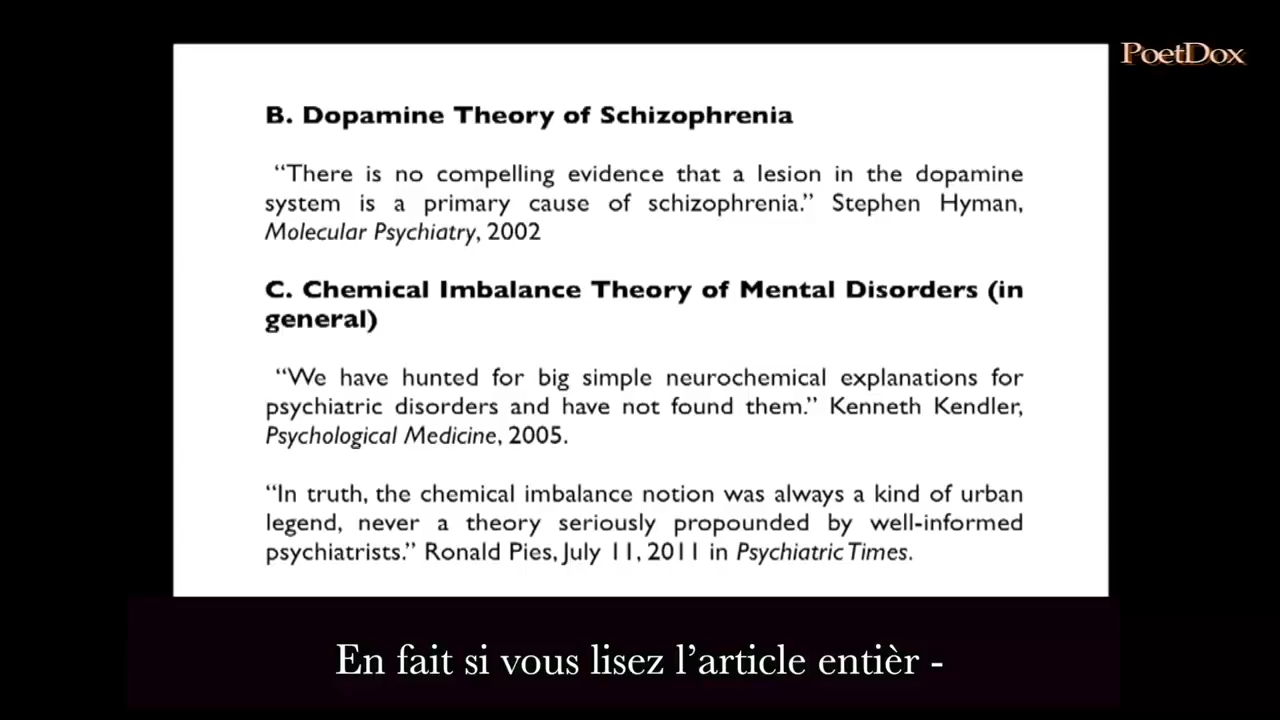 PoetDox
B. Dopamine Theory of Schizophrenia
“There is no compelling evidence that a lesion in the dopamine
system is a primary cause of schizophrenia.” Stephen Hyman,
Molecular Psychiatry, 2002
C. Chemical Imbalance Theory of Mental Disorders (in
general)
“We have hunted for big simple neurochemical explanations for
psychiatric disorders and have not found them.” Kenneth Kendler,
Psychological Medicine, 2005.
“In truth, the chemical imbalance notion was always a kind of urban
legend, never a theory seriously propounded by well-informed
psychiatrists.” Ronald Pies, July 11, 2011 in Psychiatric Times.
En fait si vous lisez l’article entièr -